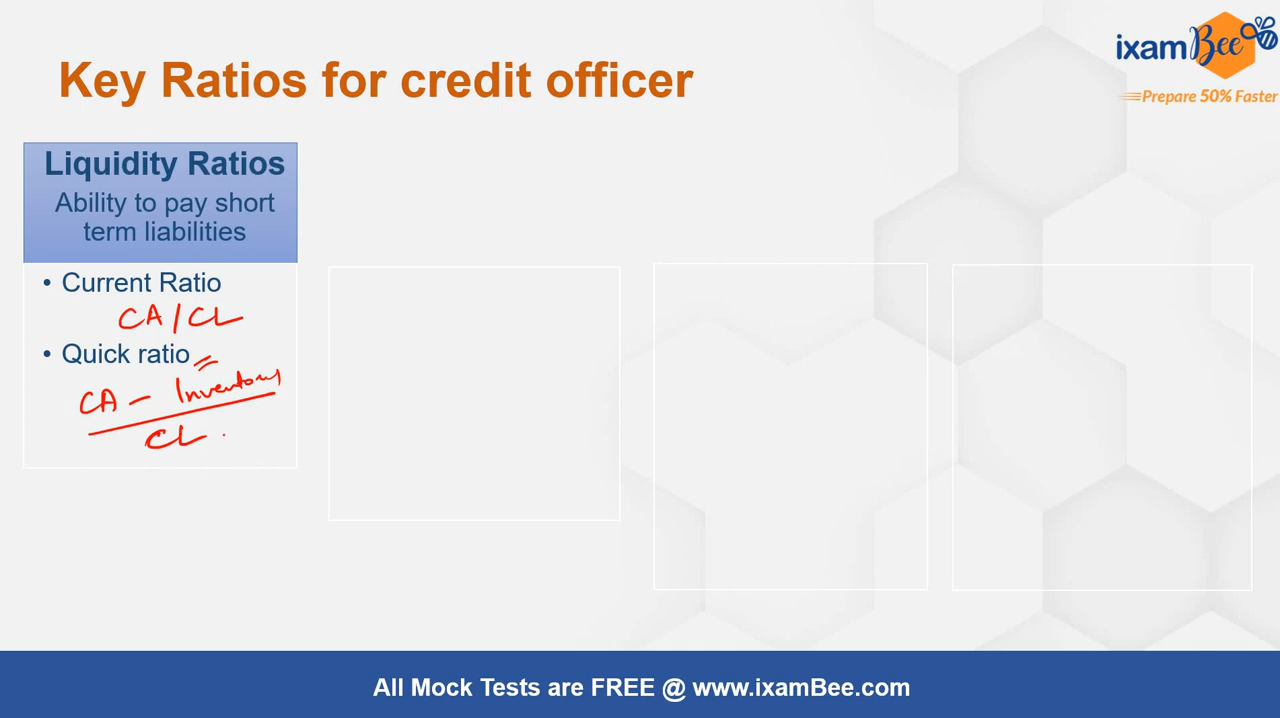 ixamBee
Prepare 50% Faster
Key Ratios for credit officer
Liquidity Ratios
Ability to pay short
term liabilities
• Current Ratio
CA/CL
• Quick ratio =
CA - Inventory
CL
All Mock Tests are FREE @ www.ixamBee.com